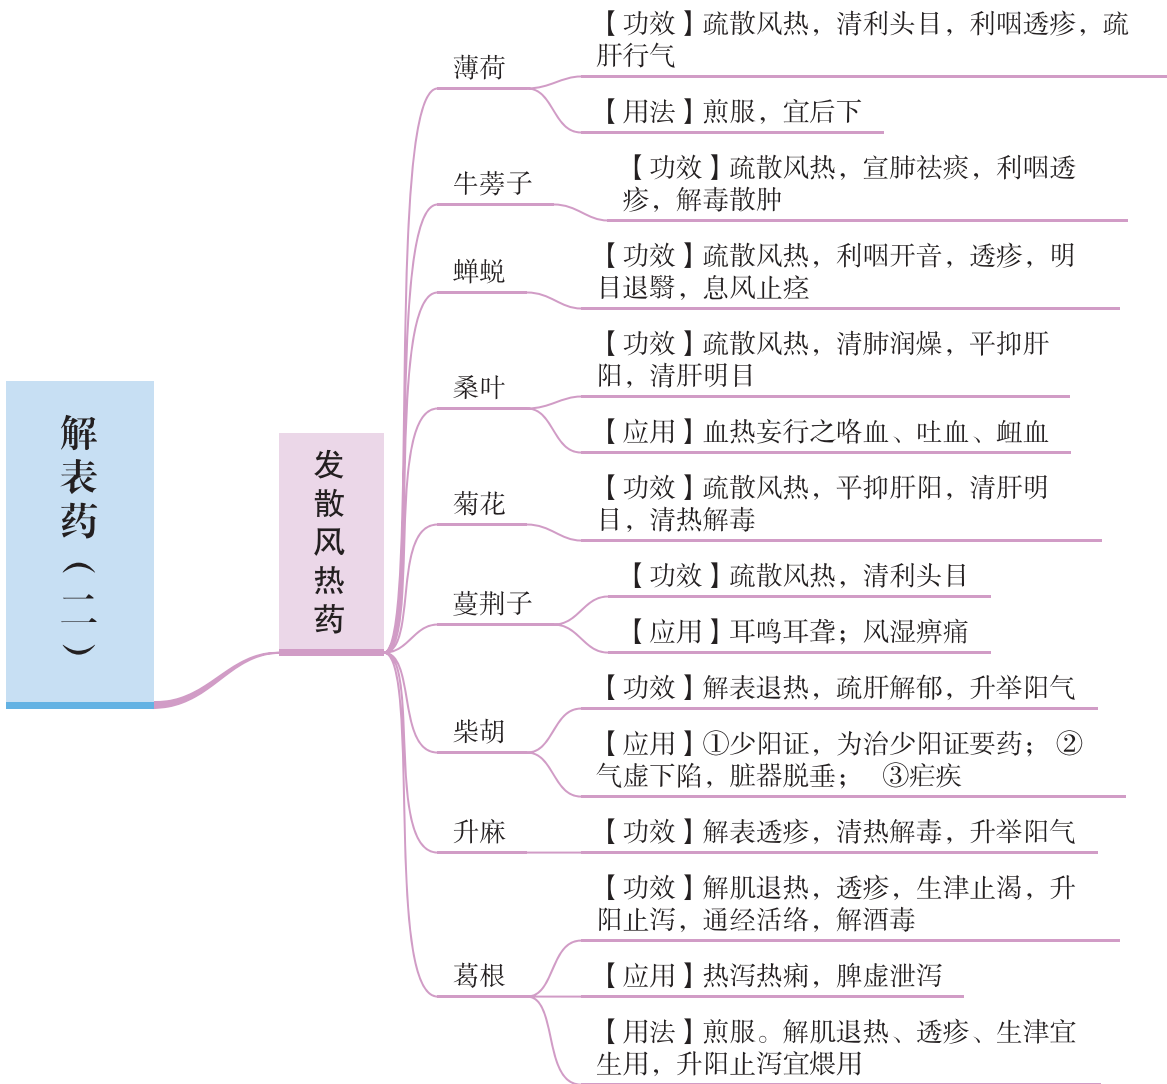 解表药（二）
发散风热药
薄荷
【功效】疏散风热，清利头目，利咽透疹，疏
肝行气
【用法】煎服，宜后下
牛蒡子
【功效】疏散风热，宣肺祛痰，利咽透
疹，解毒散肿
蝉蜕
【功效】疏散风热，利咽开音，透疹，明
目退翳，息风止痉
桑叶
【功效】疏散风热，清肺润燥，平抑肝
阳，清肝明目
【应用】血热妄行之咯血、吐血、衄血
菊花
【功效】疏散风热，平抑肝阳，清肝明
目，清热解毒
蔓荆子
【功效】疏散风热，清利头目
【应用】耳鸣耳聋；风湿痹痛
柴胡
【功效】解表退热，疏肝解郁，升举阳气
【应用】①少阳证，为治少阳证要药； ②
气虚下陷，脏器脱垂； ③疟疾
升麻
【功效】解表透疹，清热解毒，升举阳气
葛根
【功效】解肌退热，透疹，生津止渴，升
阳止泻，通经活络，解酒毒
【应用】热泻热痢，脾虚泄泻
【用法】煎服。解肌退热、透疹、生津宜
生用，升阳止泻宜煨用